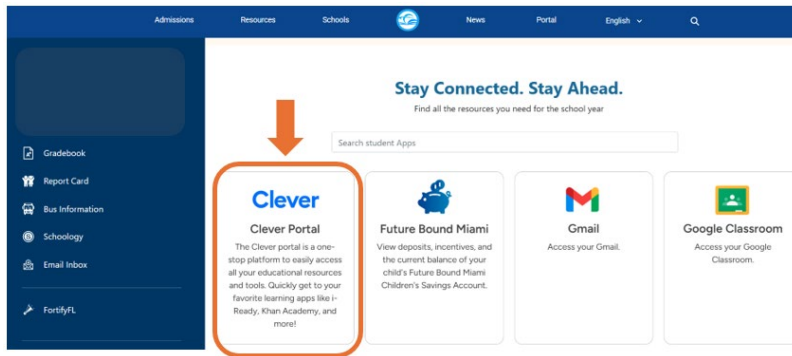 Admissions
Resources
Schools
News
Portal
English
Gradebook
Report Card
Bus Information
Schoology
Email Inbox
FortifyFL
Stay Connected. Stay Ahead.
Find all the resources you need for the school year
Search student Apps
Clever
Clever Portal
The Clever portal is a one-
stop platform to easily access
all your educational resources
and tools. Quickly get to your
favorite learning apps like i-
Ready, Khan Academy, and
more!
Future Bound Miami
View deposits, incentives, and
the current balance of your
child's Future Bound Miami
Children's Savings Account.
Gmail
Access your Gmail.
Google Classroom
Access your Google
Classroom.